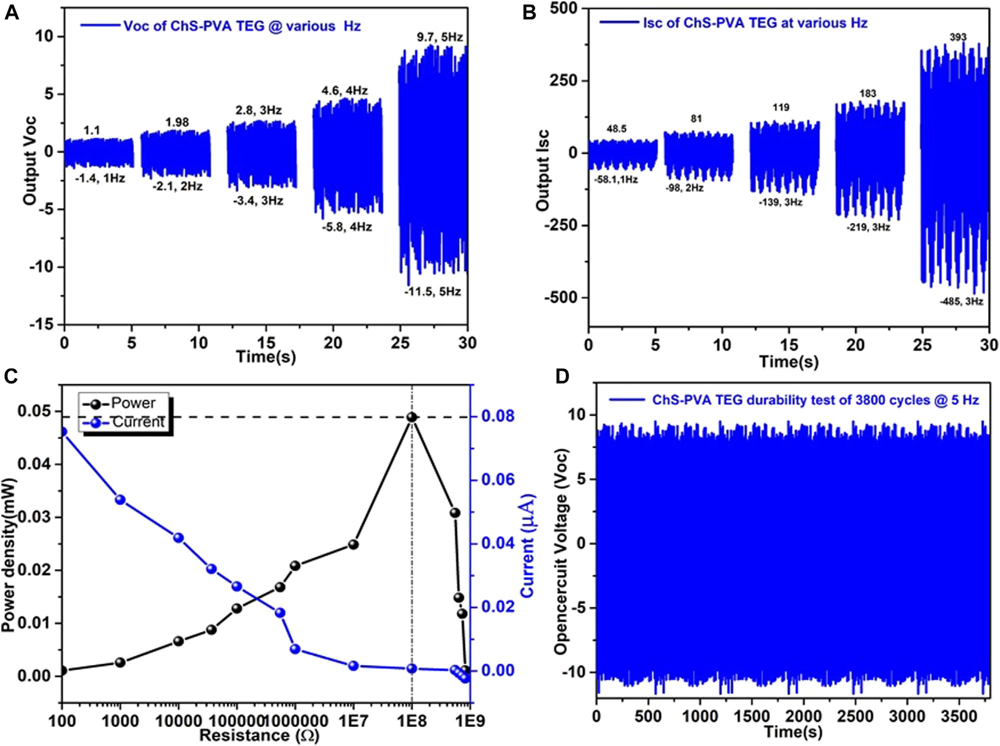 A
Voc of ChS-PVA TEG @ various Hz
10
5
0
-5
-10
-15
Output Voc
1.1
-1.4, 1Hz
1.98
-2.1, 2Hz
2.8, 3Hz
-3.4, 3Hz
4.6, 4Hz
-5.8, 4Hz
9.7, 5Hz
-11.5, 5Hz
0 5 10 15 20 25 30
Time(s)
B
Isc of ChS-PVA TEG at various Hz
500
250
0
-250
-500
Output Isc
48.5
-58.1,1Hz
81
-98, 2Hz
119
-139, 3Hz
183
-219, 3Hz
393
-485, 3Hz
0 5 10 15 20 25 30
Time(s)
C
Power
Current
0.05
0.04
0.03
0.02
0.01
0.00
Power density(mW)
0.08
0.06
0.04
0.02
0.00
Current (µA)
100 1000 10000 100000 1000000 1E7 1E8 1E9
Resistance (Ω)
D
ChS-PVA TEG durability test of 3800 cycles @ 5 Hz
10
5
0
-5
-10
Opencercuit Voltage (Voc)
0 500 1000 1500 2000 2500 3000 3500
Time(s)